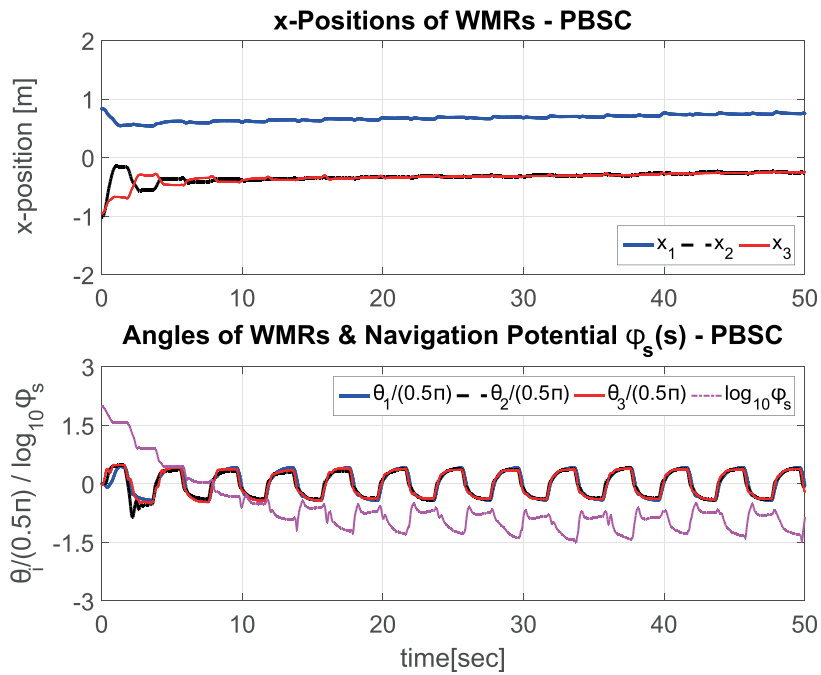 x-Positions of WMRs - PBSC
x-position [m]
2
1
0
-1
-2
0 10 20 30 40 50
x1 x2 x3
Angles of WMRs & Navigation Potential φs(s) - PBSC
θi/(0.5π) / log10φs
3
1.5
0
-1.5
-3
θ1/(0.5π) θ2/(0.5π) θ3/(0.5π) log10φs
0 10 20 30 40 50
time[sec]